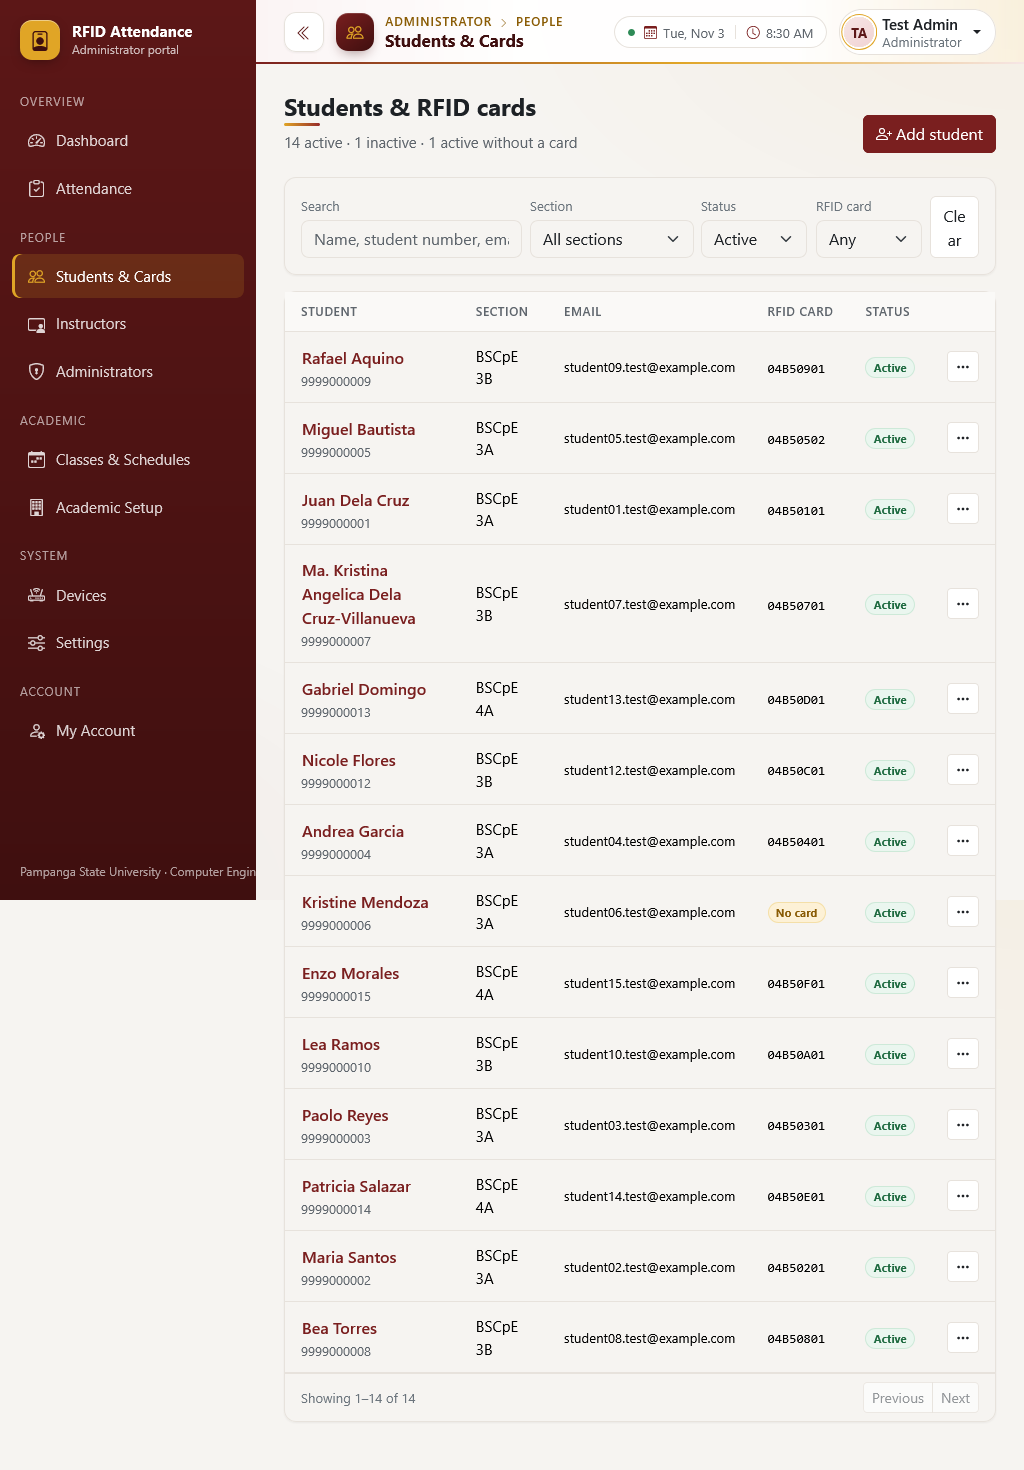 RFID Attendance
Administrator portal
OVERVIEW
Dashboard
Attendance
PEOPLE
Students & Cards
Instructors
Administrators
ACADEMIC
Classes & Schedules
Academic Setup
SYSTEM
Devices
Settings
ACCOUNT
My Account
Pampanga State University · Computer Engin
ADMINISTRATOR > PEOPLE
Students & Cards
Tue, Nov 3
8:30 AM
TA
Test Admin
Administrator
Students & RFID cards
14 active · 1 inactive · 1 active without a card
Add student
Search
Name, student number, em
Section
All sections
Status
Active
RFID card
Any
Cle
ar
STUDENT SECTION EMAIL RFID CARD STATUS
Rafael Aquino
9999000009
BSCpE
3B
student09.test@example.com
04B50901
Active
Miguel Bautista
9999000005
BSCpE
3A
student05.test@example.com
04B50502
Active
Juan Dela Cruz
9999000001
BSCpE
3A
student01.test@example.com
04B50101
Active
Ma. Kristina
Angelica Dela
Cruz-Villanueva
9999000007
BSCpE
3B
student07.test@example.com
04B50701
Active
Gabriel Domingo
9999000013
BSCpE
4A
student13.test@example.com
04B50D01
Active
Nicole Flores
9999000012
BSCpE
3B
student12.test@example.com
04B50C01
Active
Andrea Garcia
9999000004
BSCpE
3A
student04.test@example.com
04B50401
Active
Kristine Mendoza
9999000006
BSCpE
3A
student06.test@example.com
No card
Active
Enzo Morales
9999000015
BSCpE
4A
student15.test@example.com
04B50F01
Active
Lea Ramos
9999000010
BSCpE
3B
student10.test@example.com
04B50A01
Active
Paolo Reyes
9999000003
BSCpE
3A
student03.test@example.com
04B50301
Active
Patricia Salazar
9999000014
BSCpE
4A
student14.test@example.com
04B50E01
Active
Maria Santos
9999000002
BSCpE
3A
student02.test@example.com
04B50201
Active
Bea Torres
9999000008
BSCpE
3B
student08.test@example.com
04B50801
Active
Showing 1–14 of 14
Previous
Next